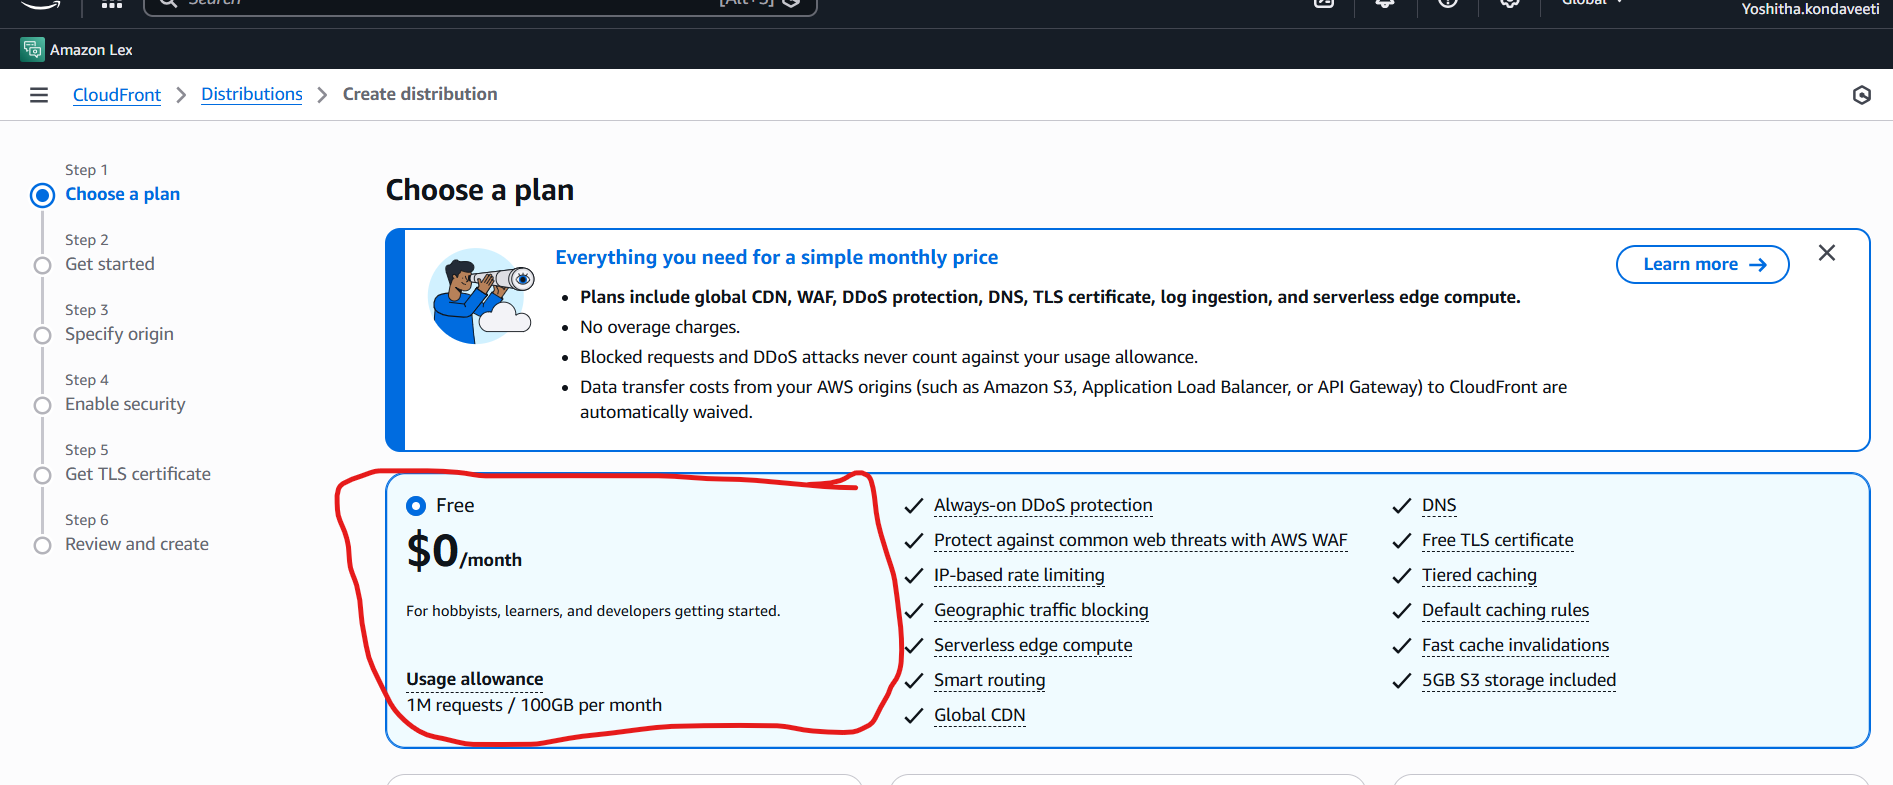 Search
[Alt+S]
Global
Yoshitha.kondaveeti
Amazon Lex
CloudFront
Distributions
Create distribution
Step 1
Choose a plan
Step 2
Get started
Step 3
Specify origin
Step 4
Enable security
Step 5
Get TLS certificate
Step 6
Review and create
Choose a plan
Everything you need for a simple monthly price
Learn more →
• Plans include global CDN, WAF, DDoS protection, DNS, TLS certificate, log ingestion, and serverless edge compute.
• No overage charges.
• Blocked requests and DDoS attacks never count against your usage allowance.
• Data transfer costs from your AWS origins (such as Amazon S3, Application Load Balancer, or API Gateway) to CloudFront are
automatically waived.
Free
$0/month
For hobbyists, learners, and developers getting started.
Usage allowance
1M requests / 100GB per month
Always-on DDoS protection
Protect against common web threats with AWS WAF
IP-based rate limiting
Geographic traffic blocking
Serverless edge compute
Smart routing
Global CDN
DNS
Free TLS certificate
Tiered caching
Default caching rules
Fast cache invalidations
5GB S3 storage included